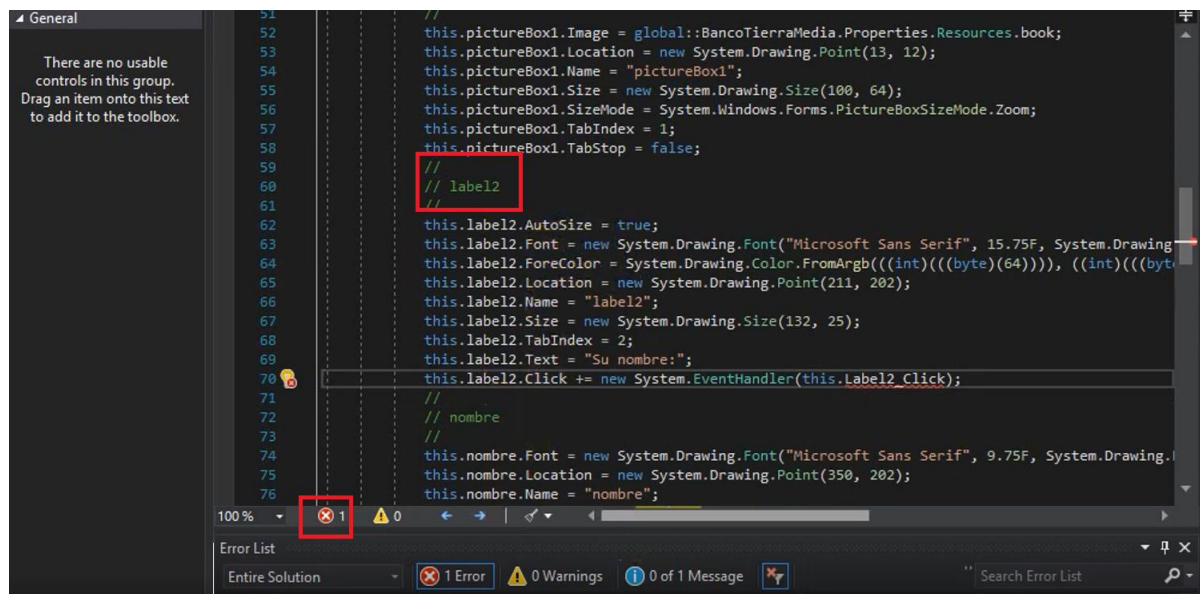 General
There are no usable
controls in this group.
Drag an item onto this text
to add it to the toolbox.
51 //
52 this.pictureBox1.Image = global::BancoTierraMedia.Properties.Resources.book;
53 this.pictureBox1.Location = new System.Drawing.Point(13, 12);
54 this.pictureBox1.Name = "pictureBox1";
55 this.pictureBox1.Size = new System.Drawing.Size(100, 64);
56 this.pictureBox1.SizeMode = System.Windows.Forms.PictureBoxSizeMode.Zoom;
57 this.pictureBox1.TabIndex = 1;
58 this.pictureBox1.TabStop = false;
59 //
60 // label2
61 //
62 this.label2.AutoSize = true;
63 this.label2.Font = new System.Drawing.Font("Microsoft Sans Serif", 15.75F, System.Drawing
64 this.label2.ForeColor = System.Drawing.Color.FromArgb(((int)(((byte)(64)))), ((int)(((byt
65 this.label2.Location = new System.Drawing.Point(211, 202);
66 this.label2.Name = "label2";
67 this.label2.Size = new System.Drawing.Size(132, 25);
68 this.label2.TabIndex = 2;
69 this.label2.Text = "Su nombre:";
70 this.label2.Click += new System.EventHandler(this.Label2_Click);
71 //
72 // nombre
73 //
74 this.nombre.Font = new System.Drawing.Font("Microsoft Sans Serif", 9.75F, System.Drawing.
75 this.nombre.Location = new System.Drawing.Point(350, 202);
76 this.nombre.Name = "nombre";
100 % 1 0
Error List
Entire Solution 1 Error 0 Warnings 0 of 1 Message Search Error List